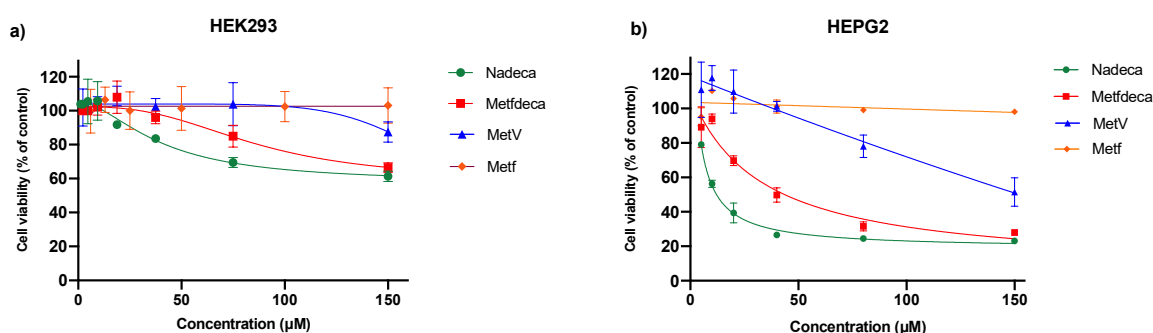 a)
HEK293
Cell viability (% of control)
120
100
80
60
40
20
0
0
50
100
150
Concentration (µM)
Nadeca
Metfdeca
MetV
Metf
b)
HEPG2
Cell viability (% of control)
120
100
80
60
40
20
0
0
50
100
150
Concentration (µM)
Nadeca
Metfdeca
MetV
Metf